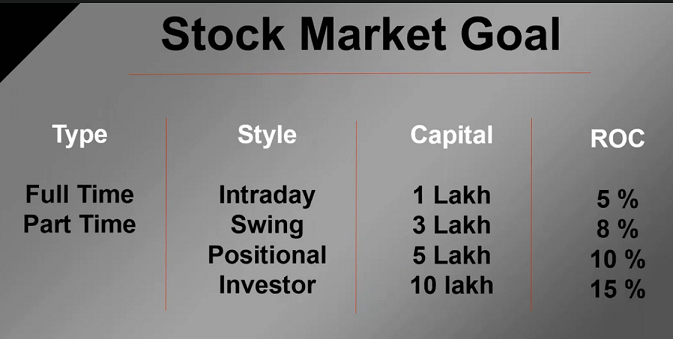 Stock Market Goal
Type
Style
Capital
ROC
Full Time
Intraday
1 Lakh
5 %
Part Time
Swing
3 Lakh
8 %
Positional
5 Lakh
10 %
Investor
10 lakh
15 %